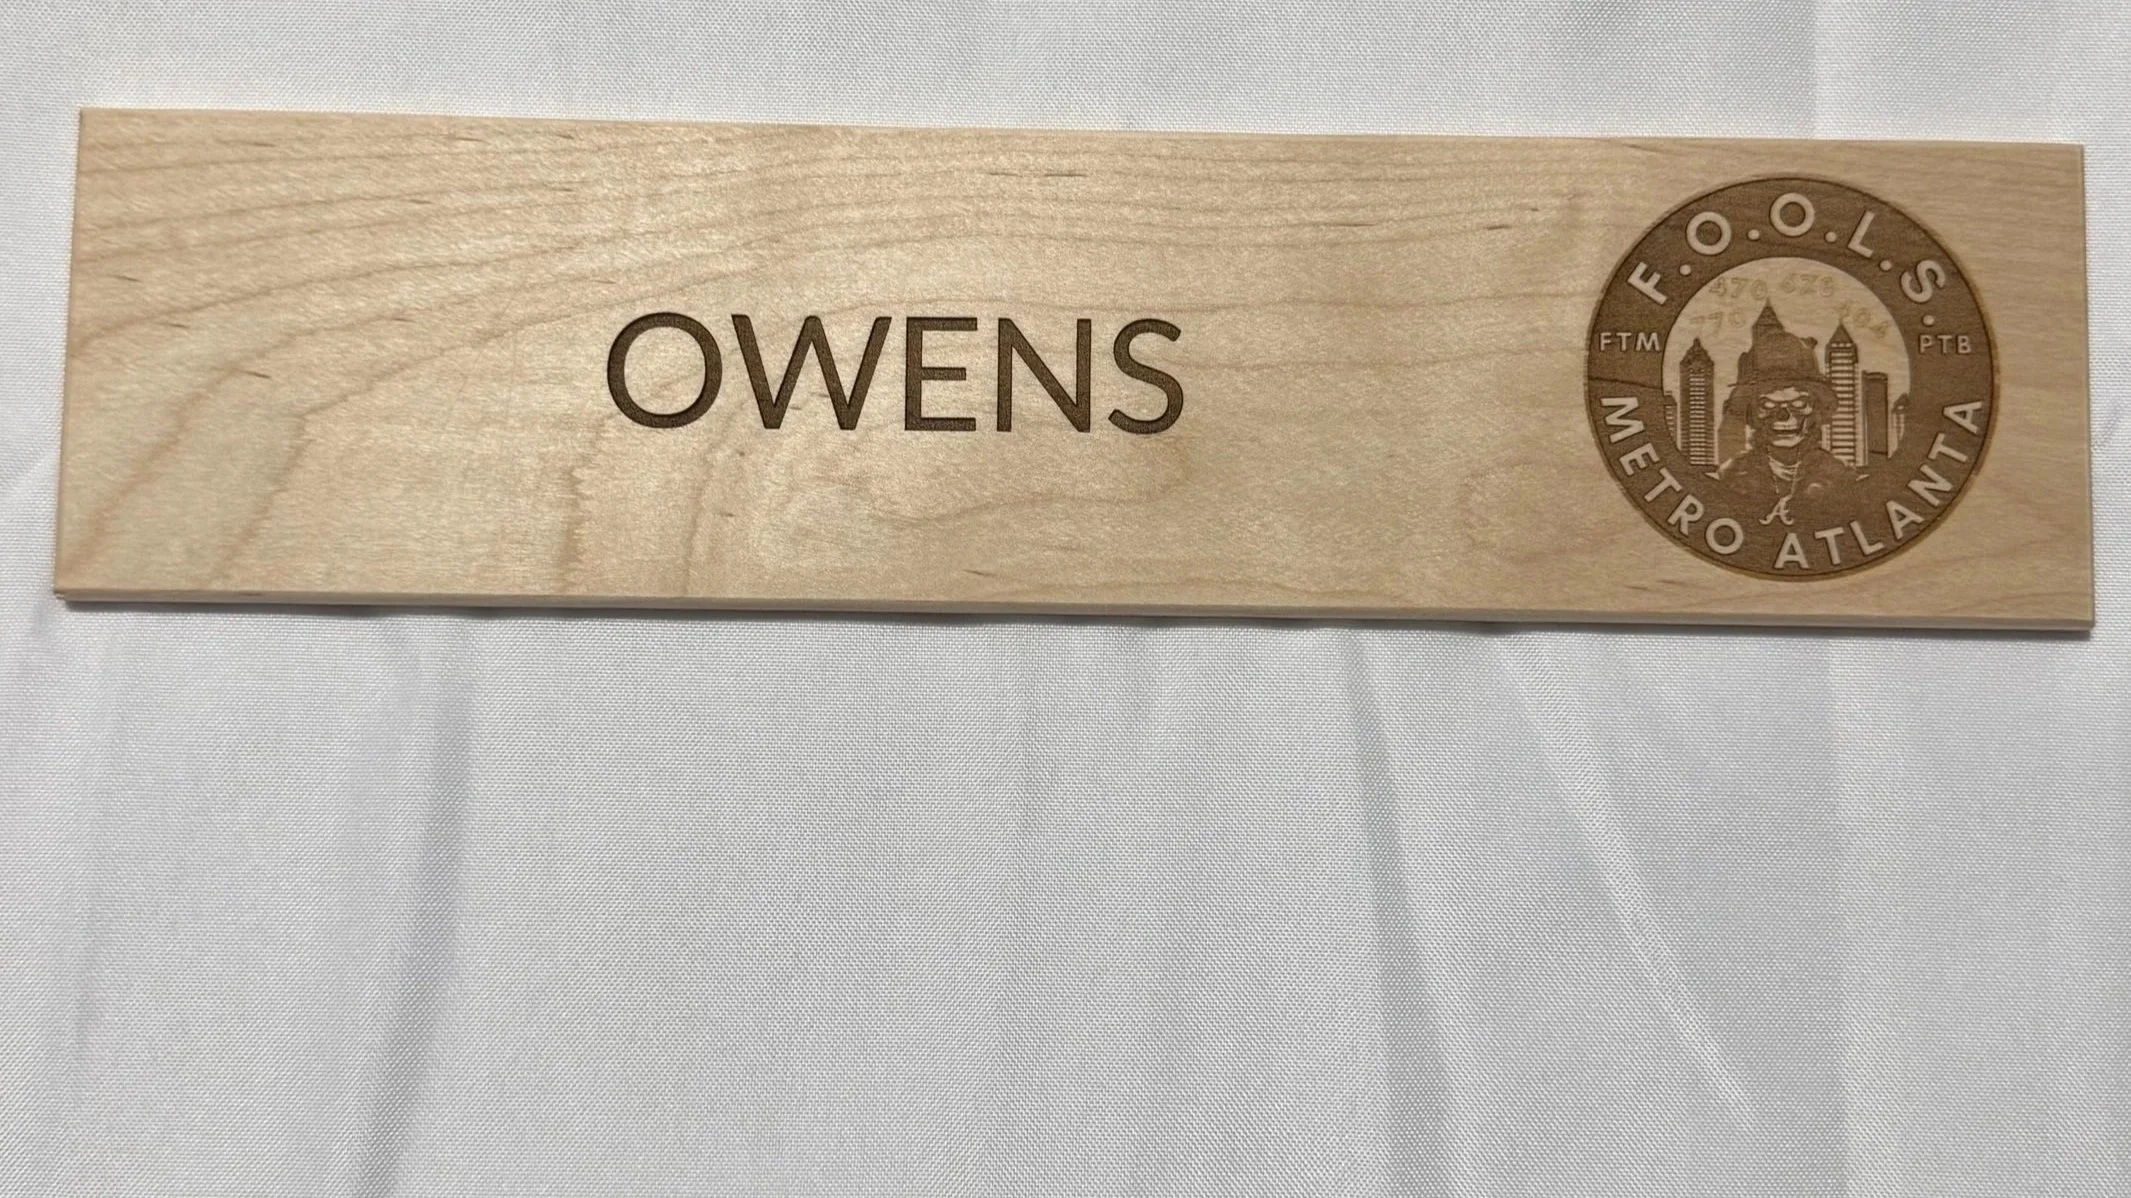 OWENS
F.O.O.L.S.
470 678
770 404
FTM PTB
METRO ATLANTA
A